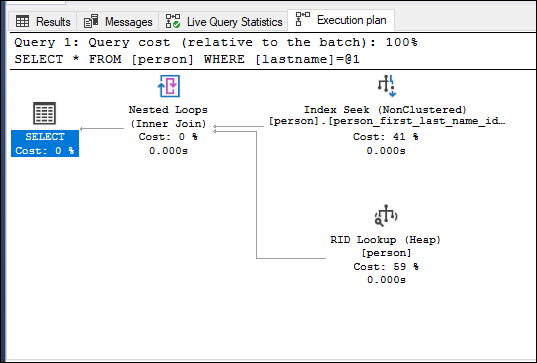 Results Messages Live Query Statistics Execution plan
Query 1: Query cost (relative to the batch): 100%
SELECT * FROM [person] WHERE [lastname]=@1
SELECT
Cost: 0 %
Nested Loops
(Inner Join)
Cost: 0 %
0.000s
Index Seek (NonClustered)
[person].[person_first_last_name_id…
Cost: 41 %
0.000s
RID Lookup (Heap)
[person]
Cost: 59 %
0.000s